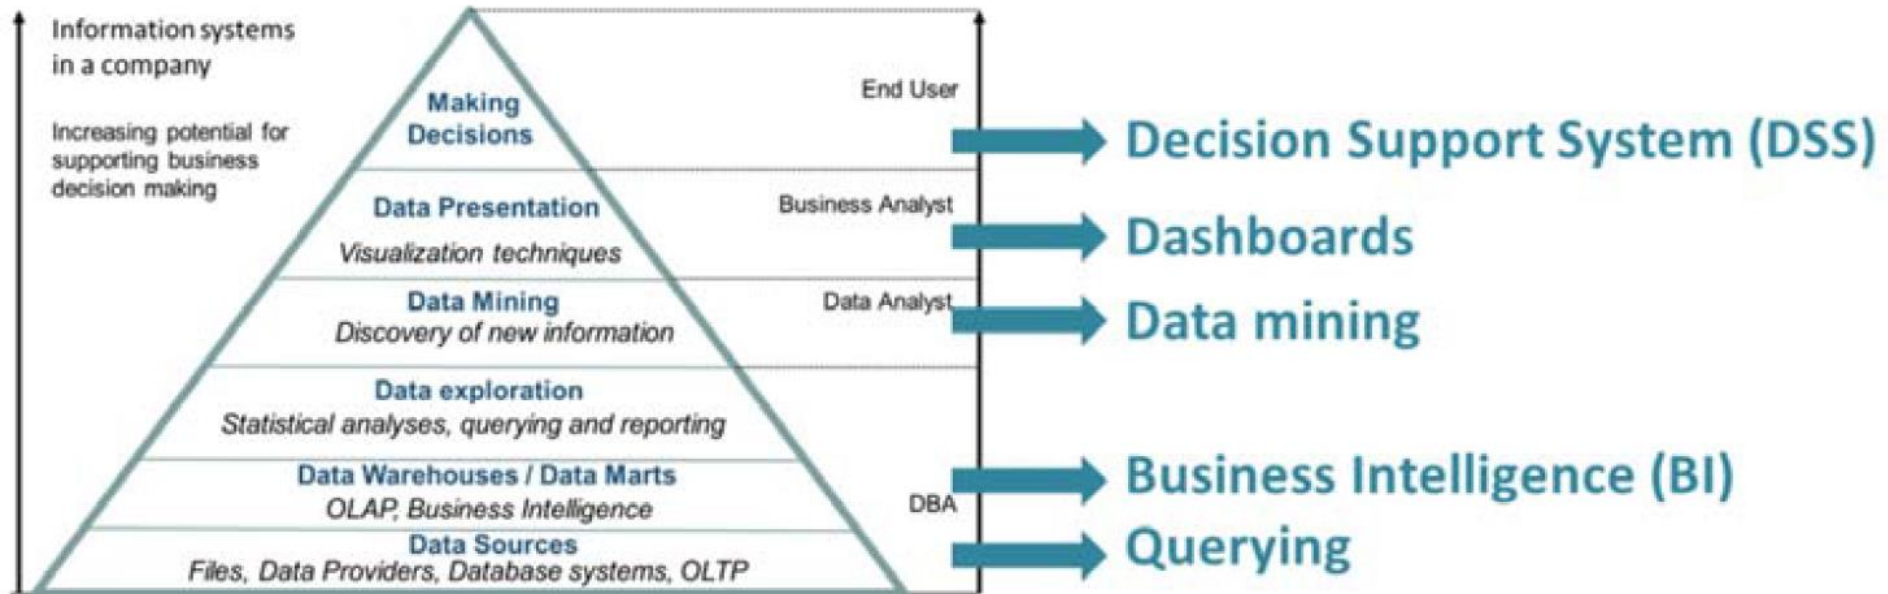 Information systems
in a company
Increasing potential for
supporting business
decision making
Making
Decisions
End User
Decision Support System (DSS)
Data Presentation
Visualization techniques
Business Analyst
Dashboards
Data Mining
Discovery of new information
Data Analyst
Data mining
Data exploration
Statistical analyses, querying and reporting
Data Warehouses / Data Marts
OLAP, Business Intelligence
DBA
Business Intelligence (BI)
Data Sources
Files, Data Providers, Database systems, OLTP
Querying